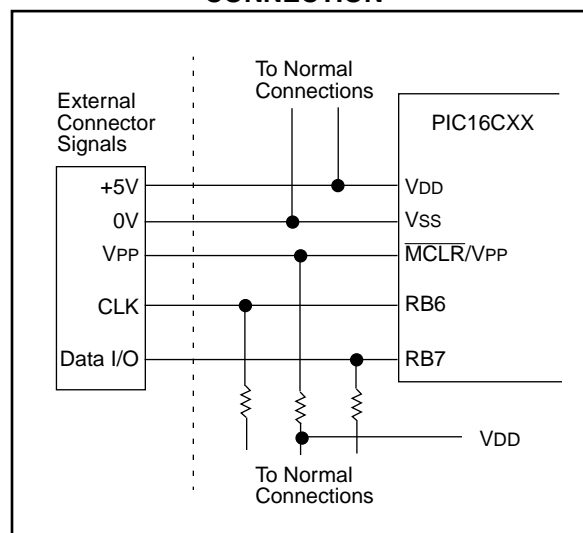 CONNECTION
To Normal
Connections
External
Connector
Signals
PIC16CXX
+5V
VDD
0V
VSS
VPP
MCLR/VPP
CLK
RB6
Data I/O
RB7
VDD
To Normal
Connections